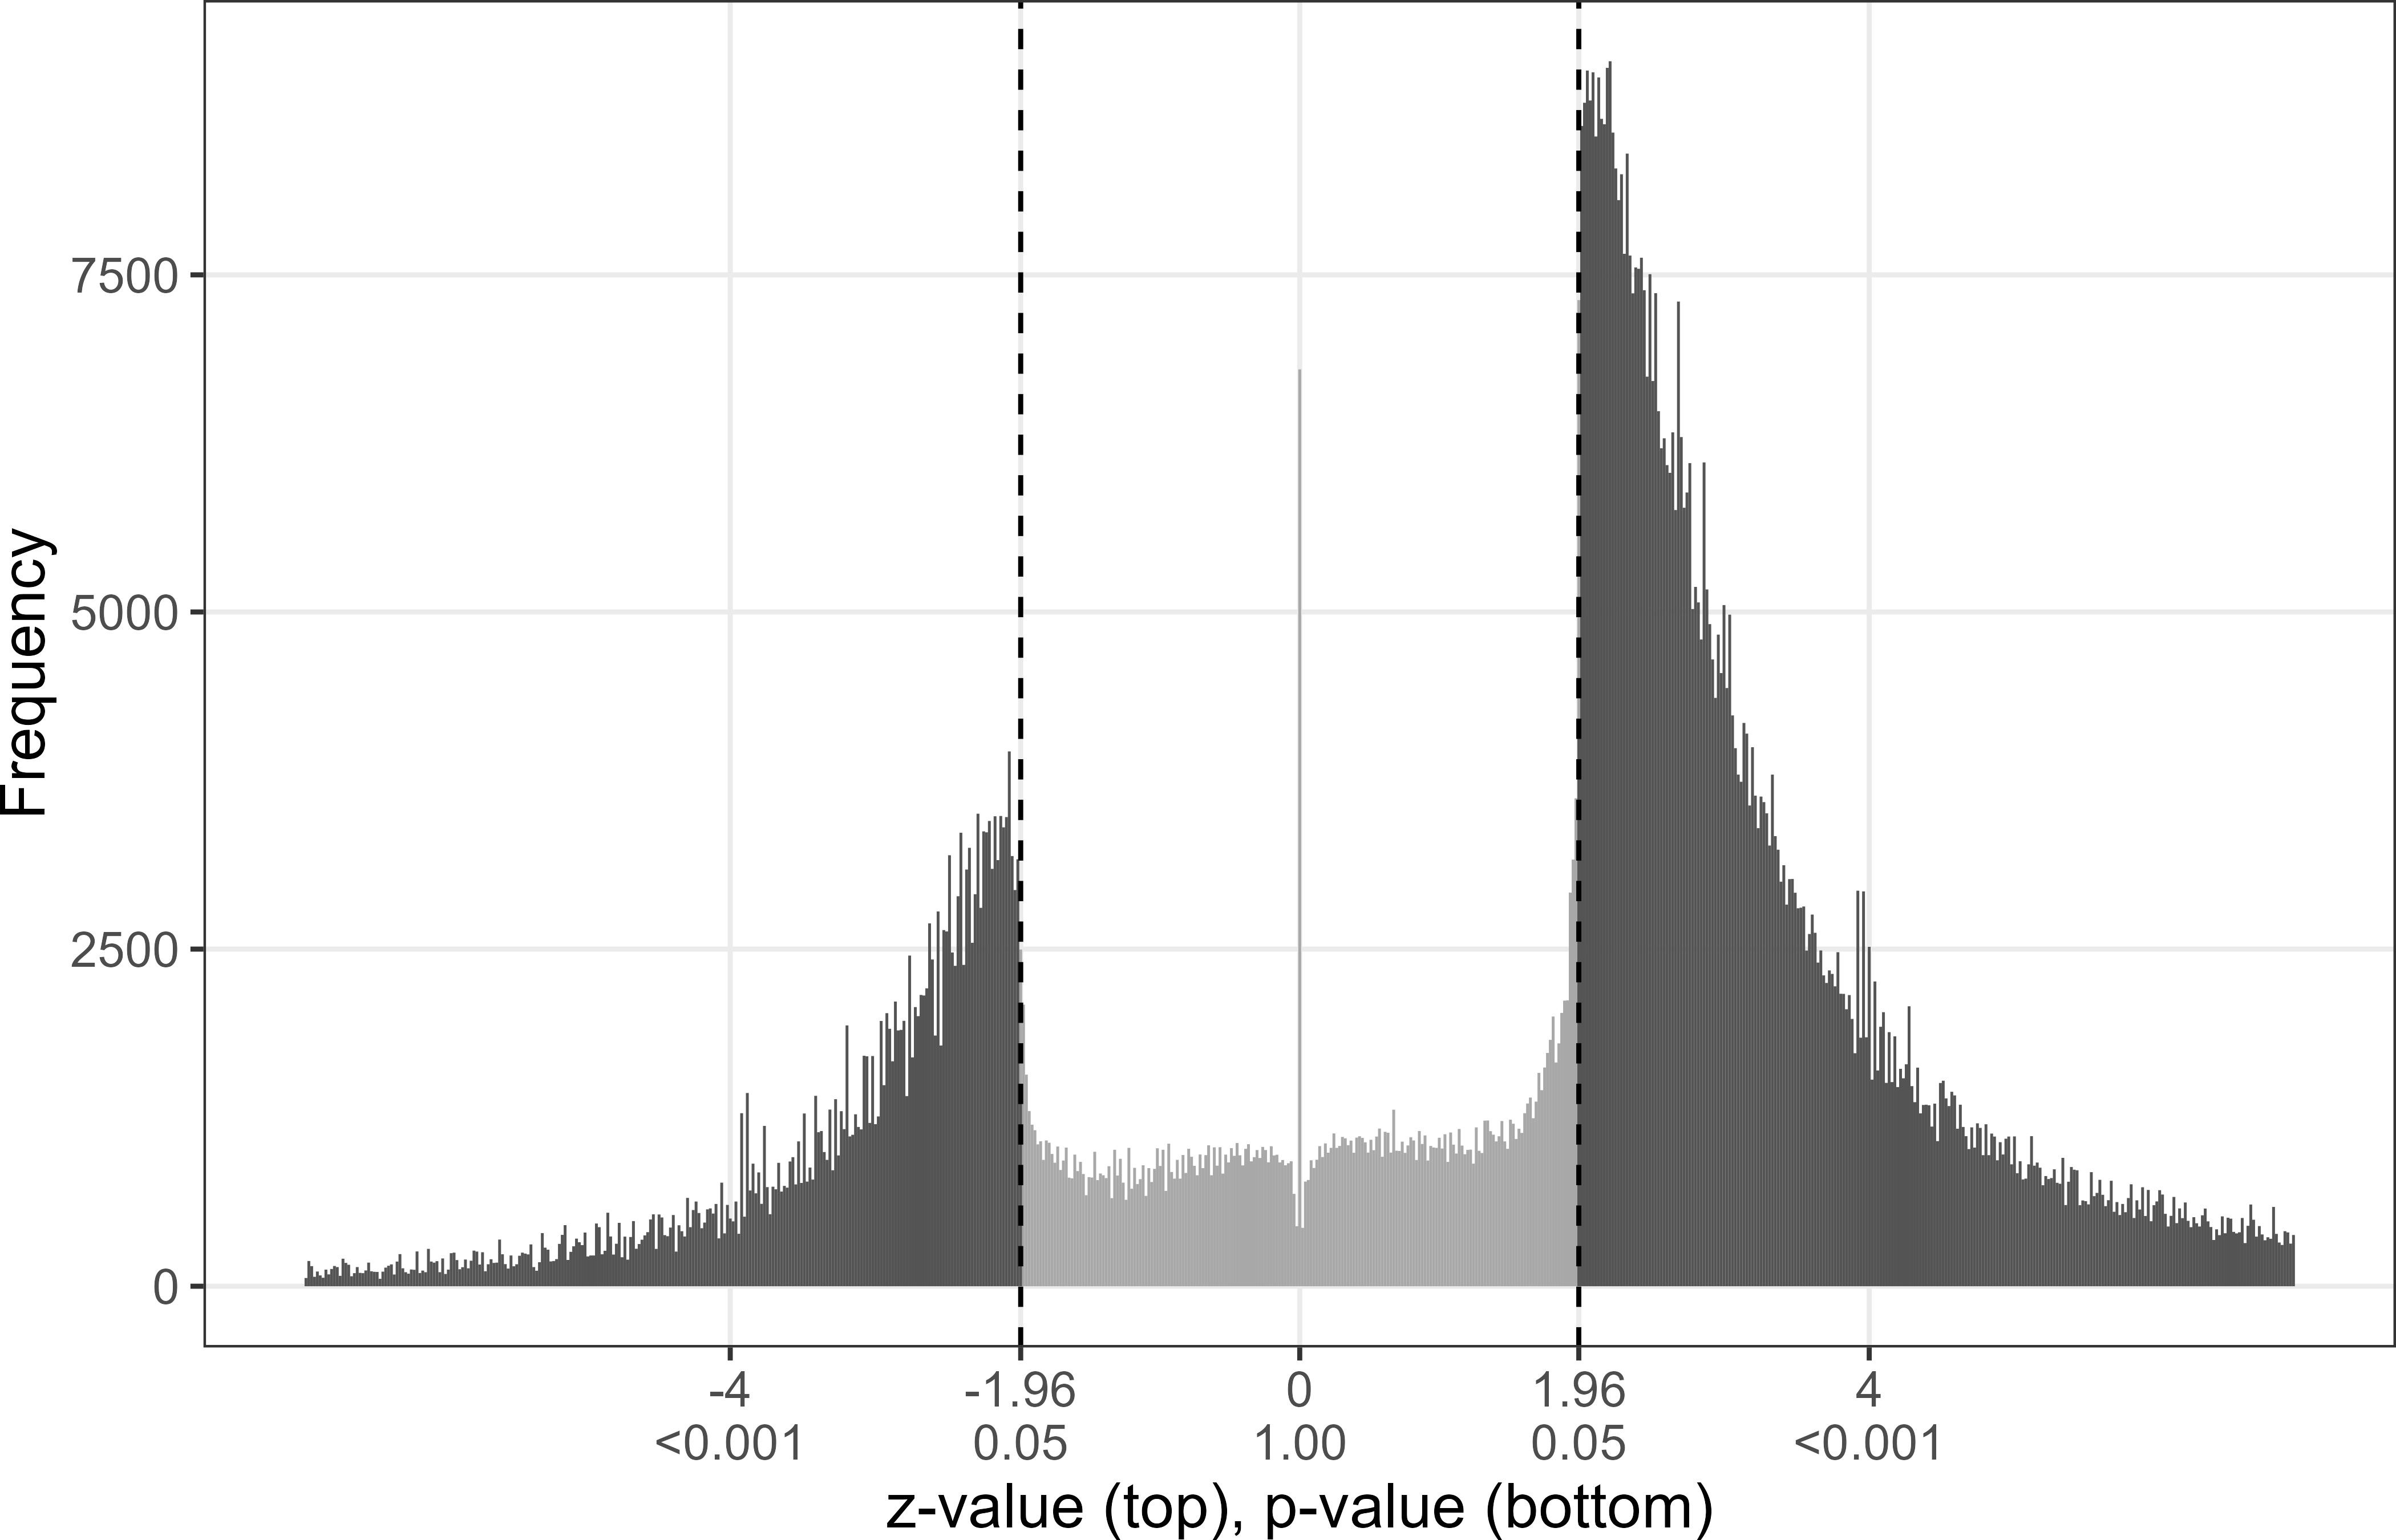 Frequency
7500
5000
2500
0
-4 -1.96 0 1.96 4
<0.001 0.05 1.00 0.05 <0.001
z-value (top), p-value (bottom)